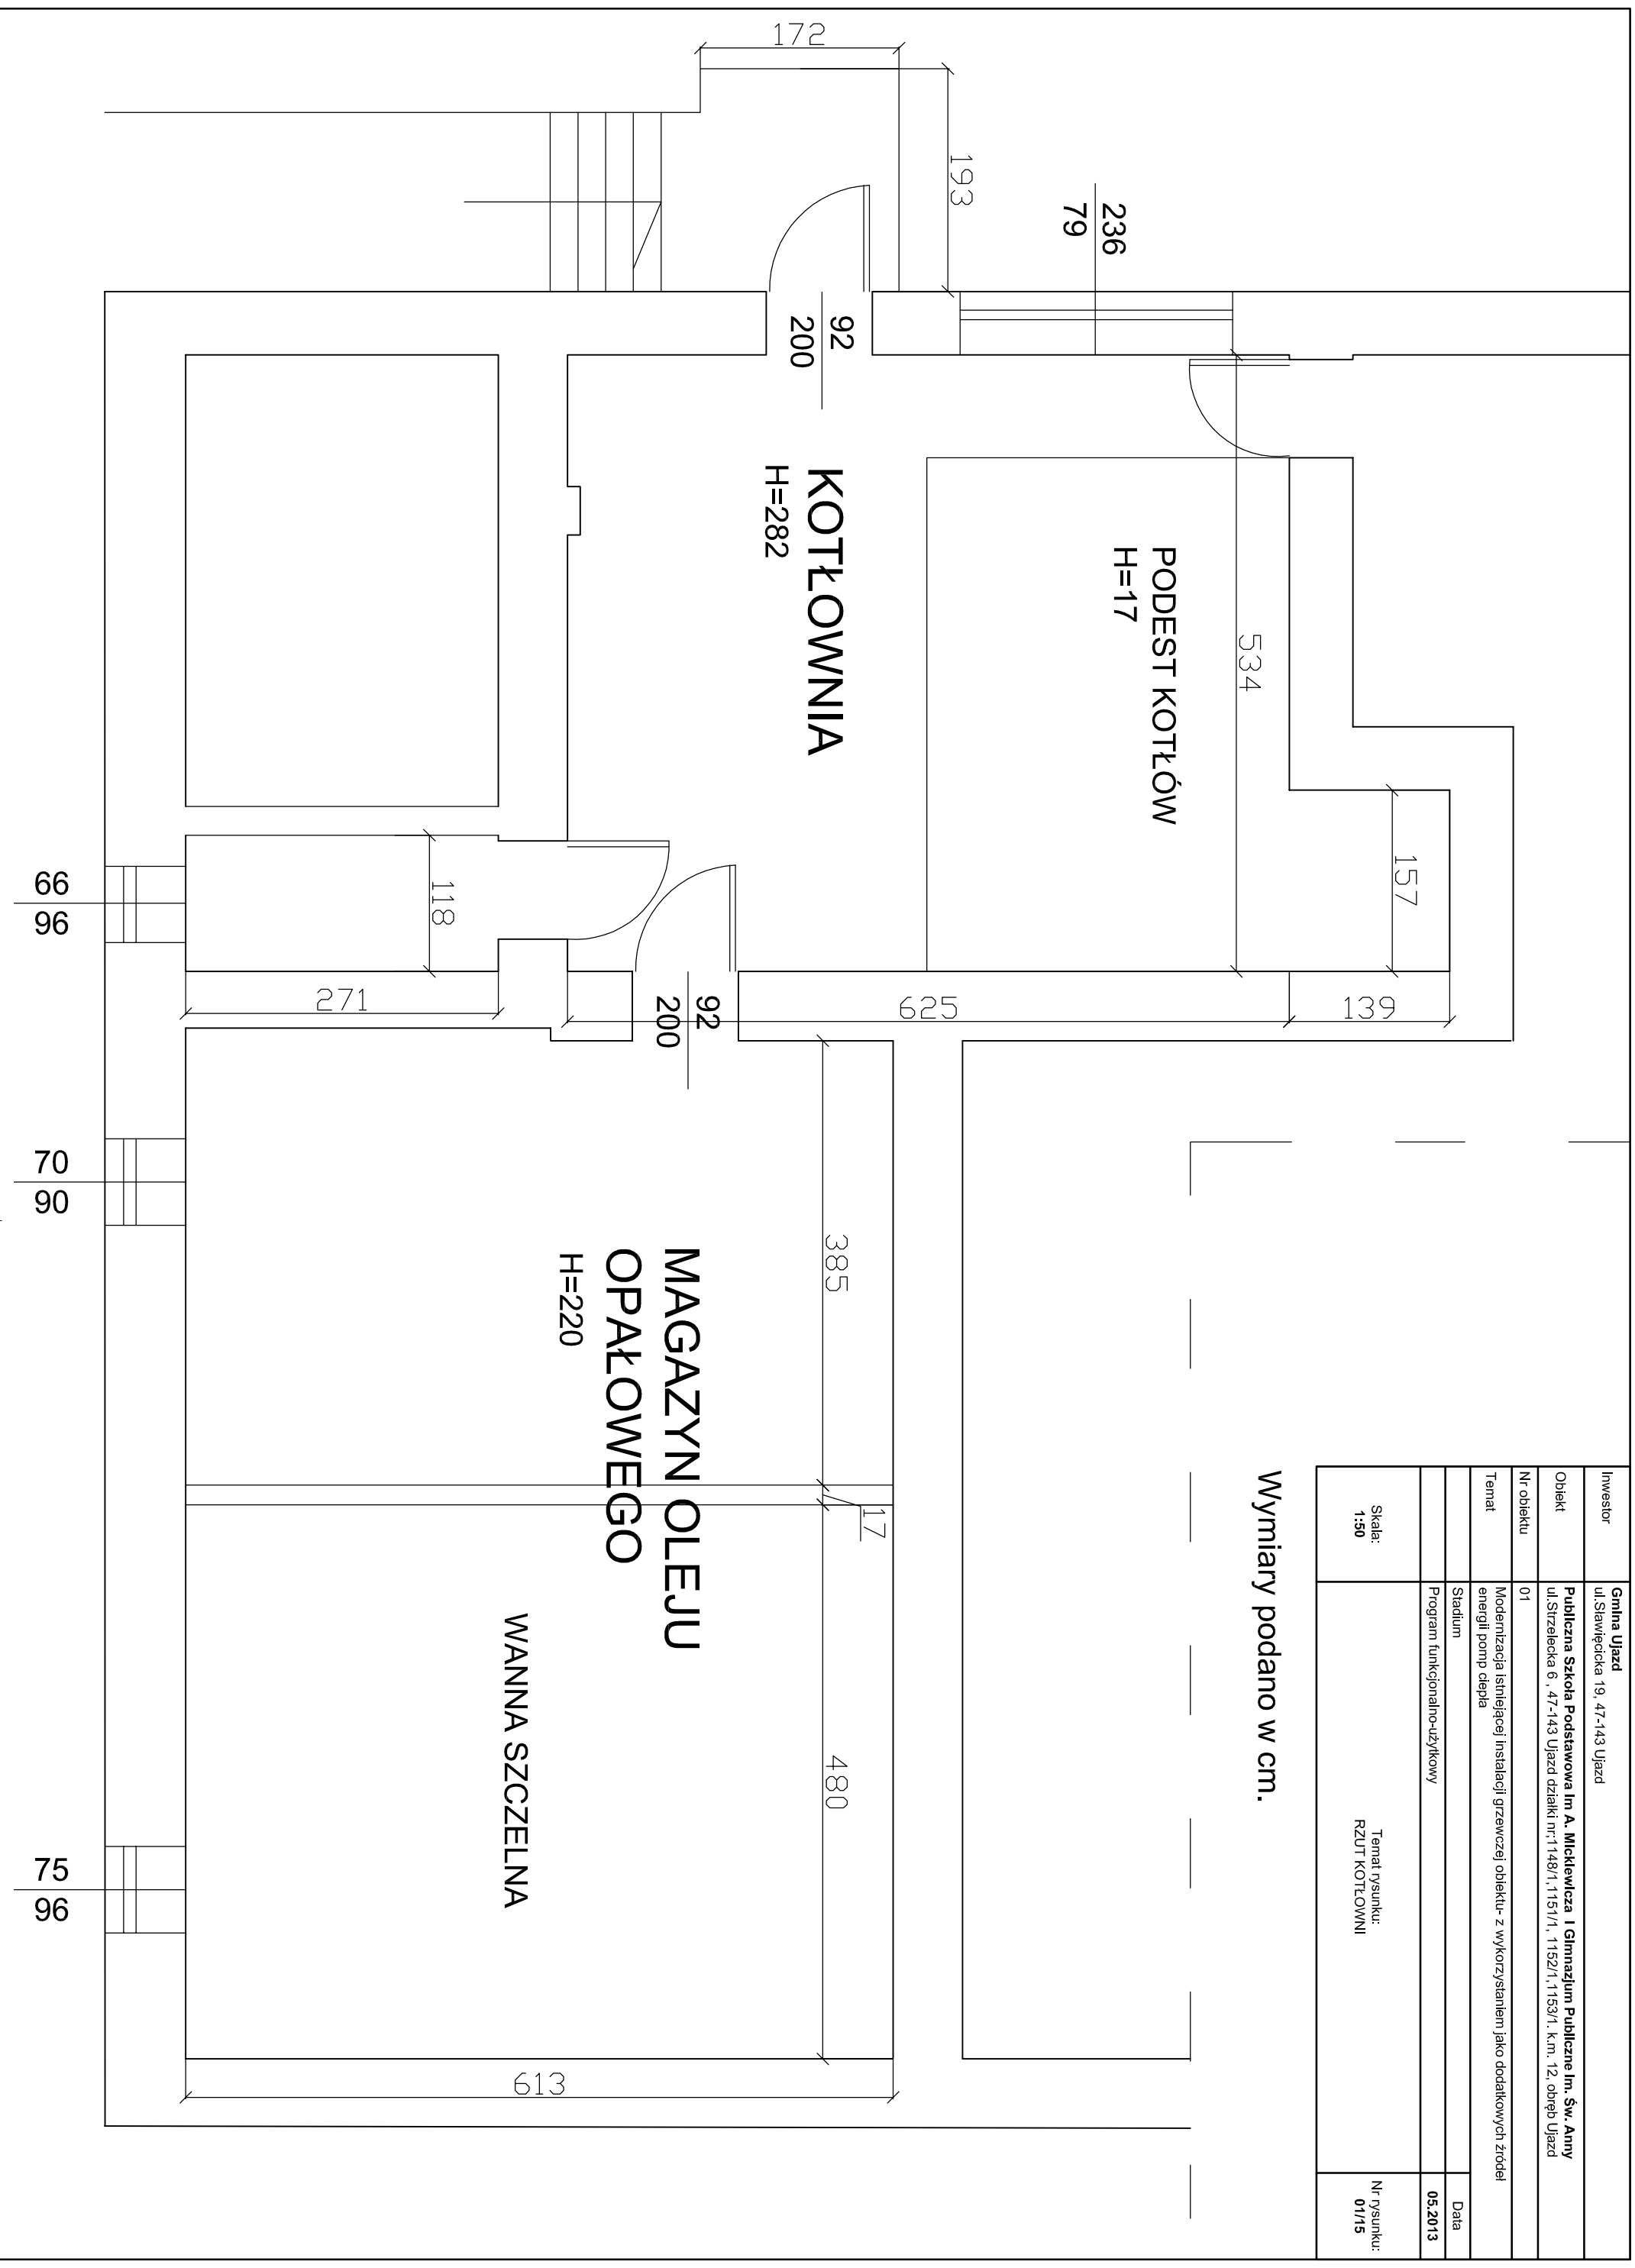 172
193
236
79
92
200
KOTŁOWNIA
H=282
PODEST KOTŁÓW
H=17
534
157
118
271
625
139
92
200
66
96
70
90
75
96
385
17
480
613
MAGAZYN OLEJU
OPAŁOWEGO
H=220
WANNA SZCZELNA
Wymiary podano w cm.
Inwestor
Gmina Ujazd
ul.Sławięcicka 19, 47-143 Ujazd
Obiekt
Publiczna Szkoła Podstawowa im A. Mickiewicza i Gimnazjum Publiczne im. Św. Anny
ul.Strzelecka 6 , 47-143 Ujazd działki nr;1148/1,1151/1, 1152/1,1153/1. k.m. 12, obręb Ujazd
Nr obiektu
01
Temat
Modernizacja istniejącej instalacji grzewczej obiektu- z wykorzystaniem jako dodatkowych źródeł
energii pomp ciepła
Stadium
Data
Program funkcjonalno-użytkowy
05.2013
Skala:
1:50
Temat rysunku:
RZUT KOTŁOWNI
Nr rysunku:
01/15